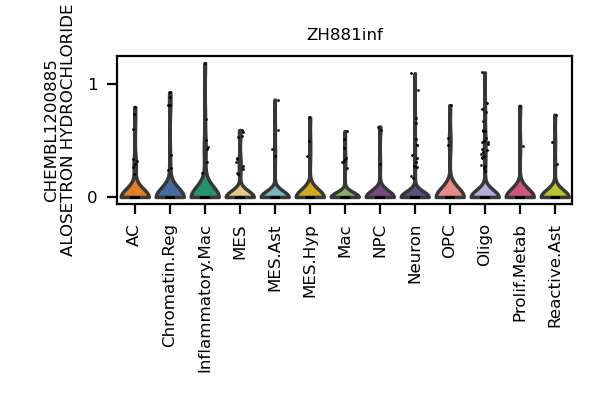 ZH881inf
CHEMBL1200885
ALOSETRON HYDROCHLORIDE
1
0
AC
Chromatin.Reg
Inflammatory.Mac
MES
MES.Ast
MES.Hyp
Mac
NPC
Neuron
OPC
Oligo
Prolif.Metab
Reactive.Ast